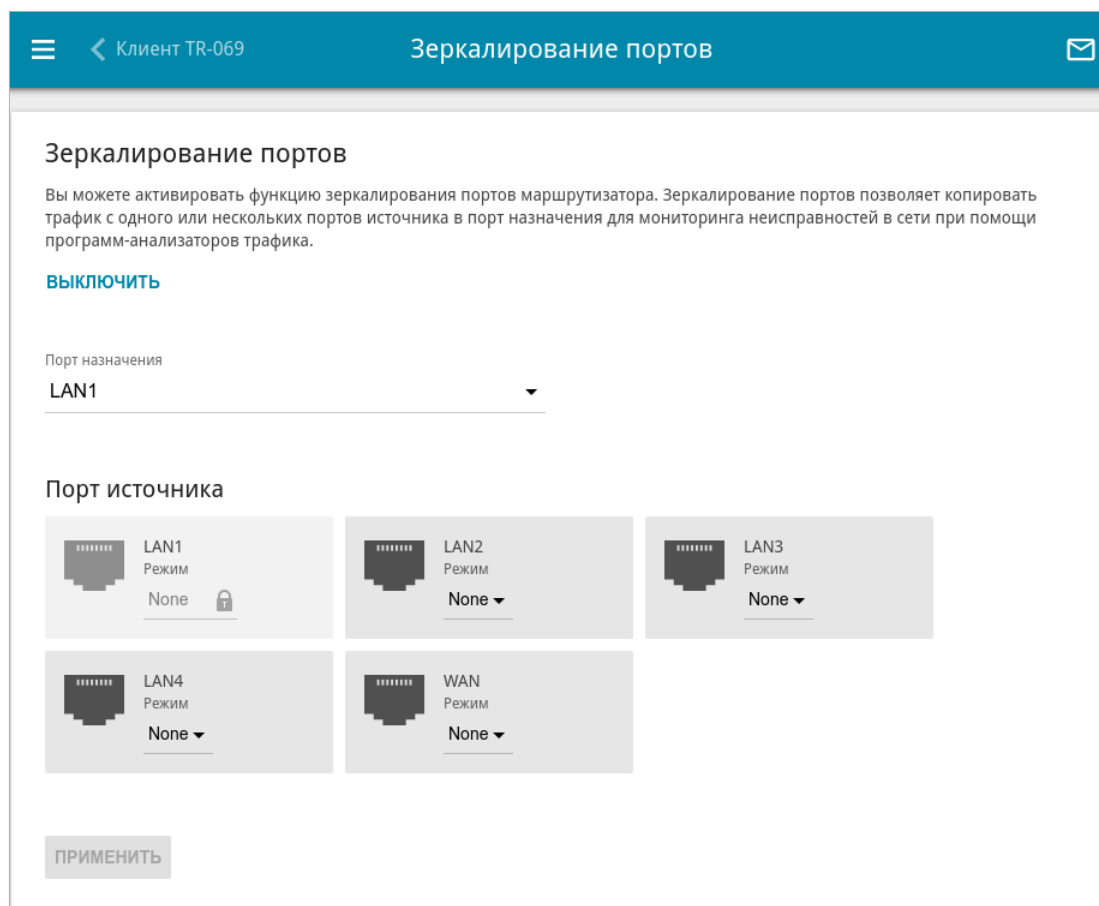 Клиент TR-069
Зеркалирование портов
Зеркалирование портов
Вы можете активировать функцию зеркалирования портов маршрутизатора. Зеркалирование портов позволяет копировать
трафик с одного или нескольких портов источника в порт назначения для мониторинга неисправностей в сети при помощи
программ-анализаторов трафика.
ВЫКЛЮЧИТЬ
Порт назначения
LAN1
Порт источника
LAN1
Режим
None
LAN2
Режим
None
LAN3
Режим
None
LAN4
Режим
None
WAN
Режим
None
ПРИМЕНИТЬ